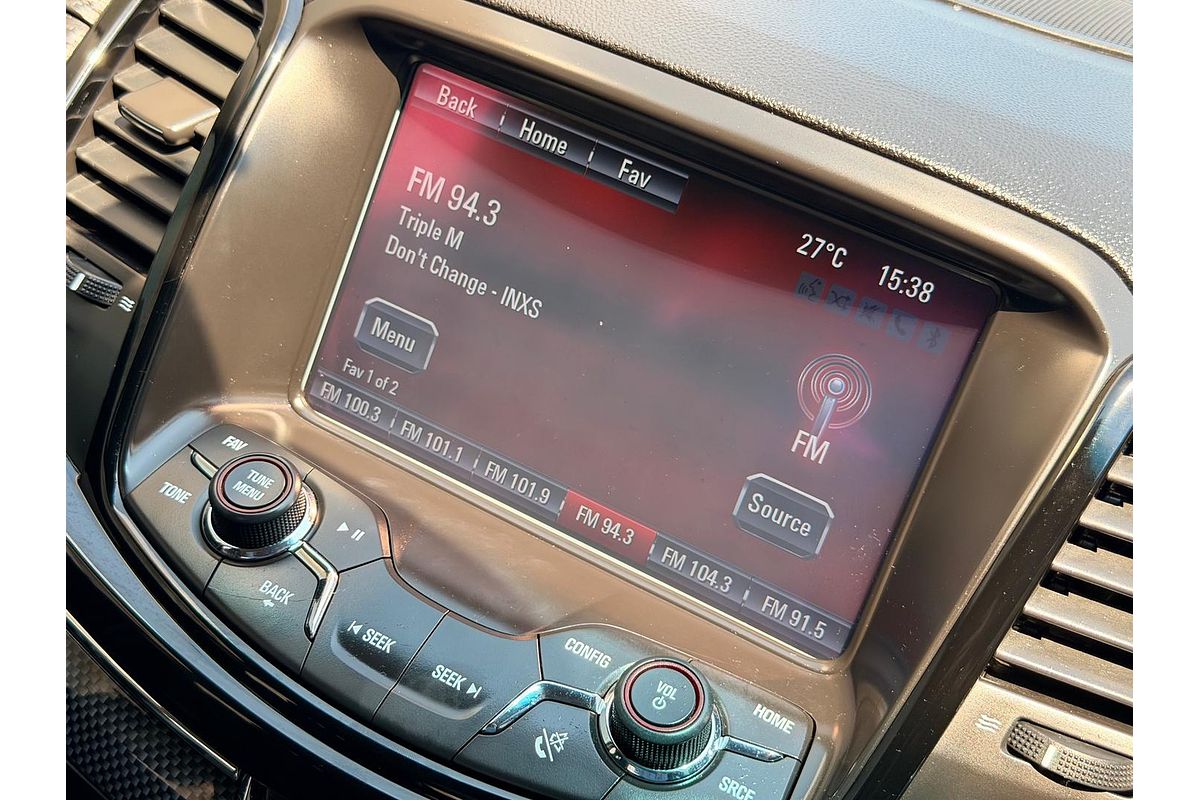 Back Home Fav
FM 94.3
Triple M
Don't Change - INXS
27°C 15:38
Menu
Fav 1 of 2
FM
Source
FM 100.3 FM 101.1 FM 101.9 FM 94.3 FM 104.3 FM 91.5
FAV
TONE
TUNE
MENU
BACK
SEEK
SEEK
CONFIG
VOL
HOME
SRCE